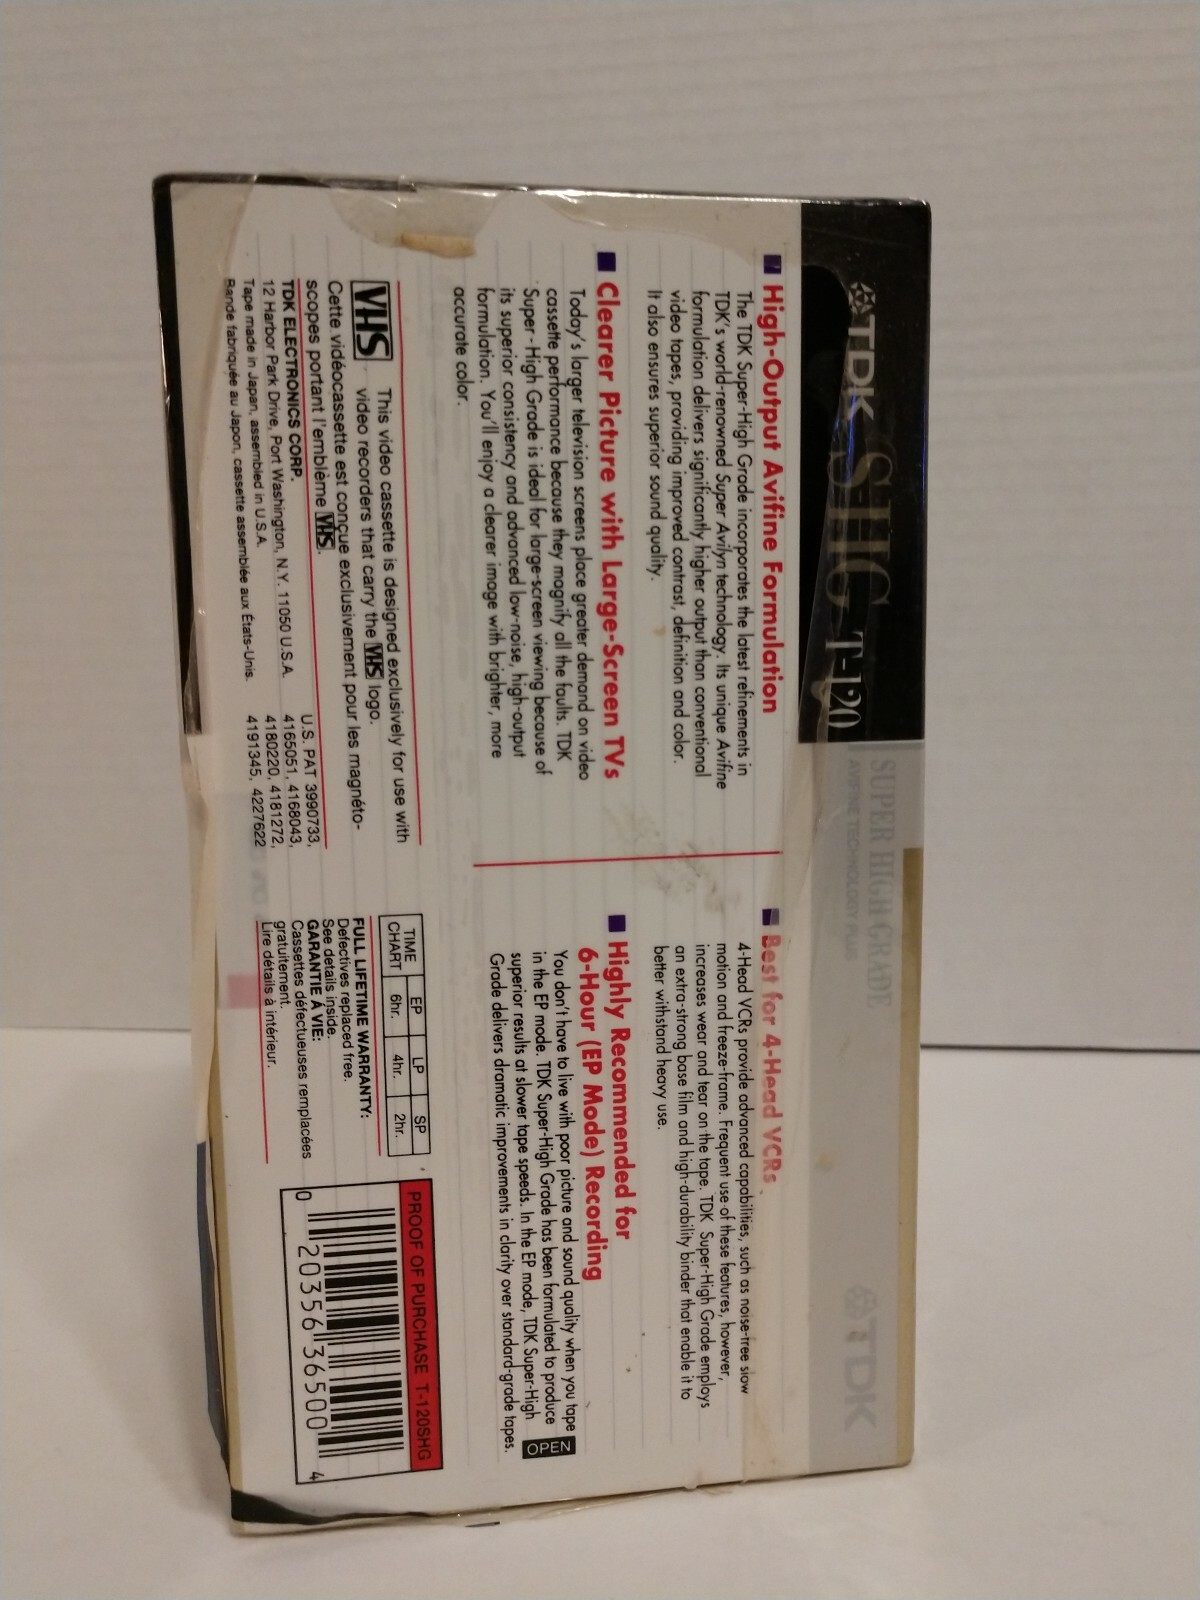 TDK SHG T-120
SUPER HIGH GRADE
AVIFINE TECHNOLOGY PLUS
TDK
High-Output Avifine Formulation
The TDK Super-High Grade incorporates the latest refinements in
TDK's world-renowned Super Avilyn technology. Its unique Avifine
formulation delivers significantly higher output than conventional
video tapes, providing improved contrast, definition and color.
It also ensures superior sound quality.
Clearer Picture with Large-Screen TVs
Today's larger television screens place greater demand on video
cassette performance because they magnify all the faults. TDK
Super-High Grade is ideal for large-screen viewing because of
its superior consistency and advanced low-noise, high-output
formulation. You'll enjoy a clearer image with brighter, more
accurate color.
Best for 4-Head VCRs
4-Head VCRs provide advanced capabilities, such as noise-free slow
motion and freeze-frame. Frequent use of these features, however,
increases wear and tear on the tape. TDK Super-High Grade employs
an extra-strong base film and high-durability binder that enable it to
better withstand heavy use.
Highly Recommended for
6-Hour (EP Mode) Recording
You don't have to live with poor picture and sound quality when you tape
in the EP mode. TDK Super-High Grade has been formulated to produce
superior results at slower tape speeds. In the EP mode, TDK Super-High
Grade delivers dramatic improvements in clarity over standard-grade tapes.
OPEN
VHS This video cassette is designed exclusively for use with
video recorders that carry the VHS logo.
Cette vidéocassette est conçue exclusivement pour les magnéto-
scopes portant l'emblème VHS.
TDK ELECTRONICS CORP.
12 Harbor Park Drive, Port Washington, N.Y. 11050 U.S.A.
Tape made in Japan, assembled in U.S.A.
Bande fabriquée au Japon, cassette assemblée aux États-Unis.
U.S. PAT 3990733,
4165051, 4168043,
4180220, 4181272,
4191345, 4227622
TIME CHART EP LP SP
6hr. 4hr. 2hr.
FULL LIFETIME WARRANTY:
Defectives replaced free.
See details inside.
GARANTIE À VIE:
Cassettes défectueuses remplacées
gratuitement.
Lire détails à intérieur.
PROOF OF PURCHASE T-120SHG
0 20356 36500 4